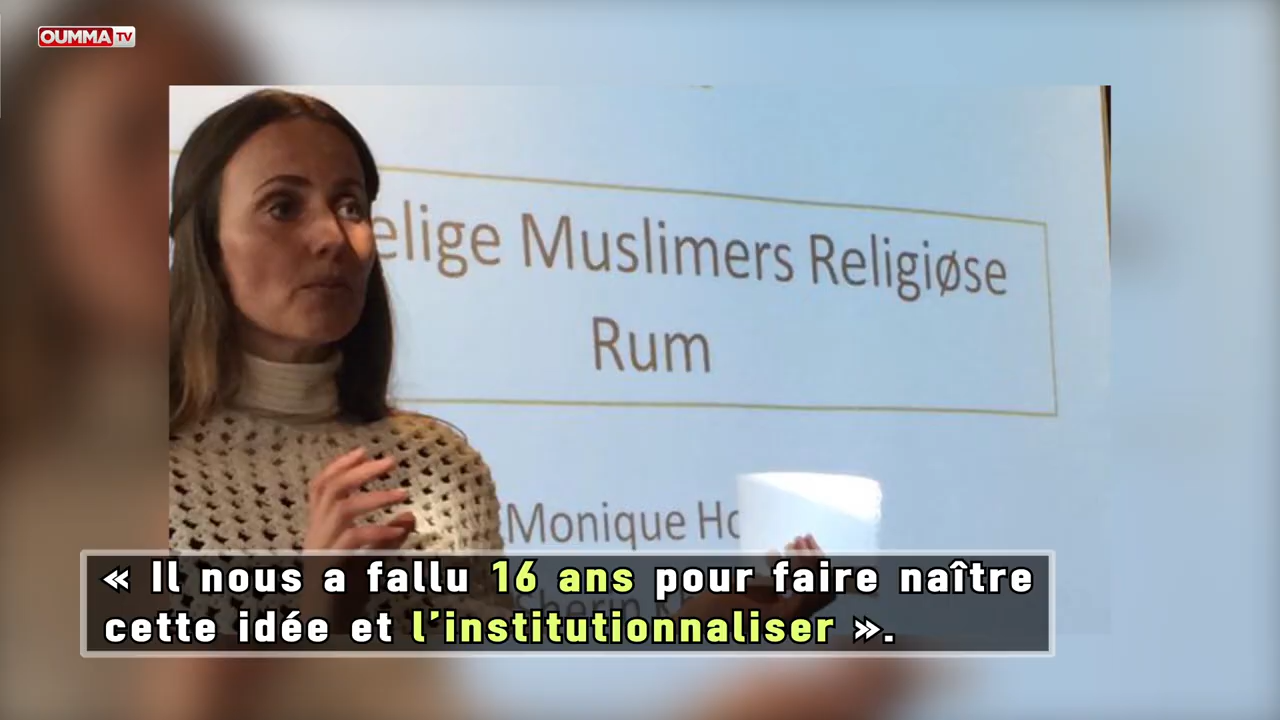 OUMMA TV
elige Muslimers Religiøse
Rum
Monique Ho
« Il nous a fallu 16 ans pour faire naître
cette idée et l'institutionnaliser ».